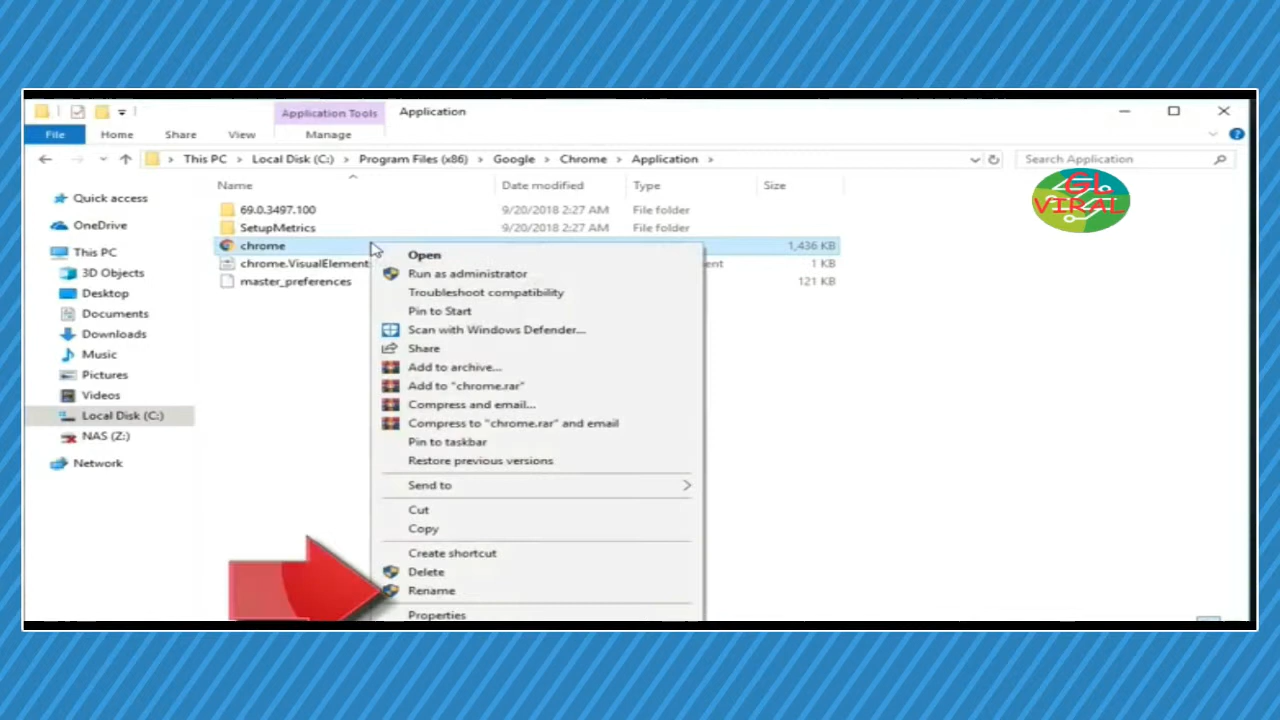 Application Tools
Application
File
Home
Share
View
Manage
This PC > Local Disk (C:) > Program Files (x86) > Google > Chrome > Application >
Search Application
GL
VIRAL
Name
Date modified
Type
Size
Quick access
OneDrive
This PC
3D Objects
Desktop
Documents
Downloads
Music
Pictures
Videos
Local Disk (C:)
NAS (Z:)
Network
69.0.3497.100 9/20/2018 2:27 AM File folder
SetupMetrics 9/20/2018 2:27 AM File folder
chrome 1,436 KB
chrome.VisualElement 1 KB
master_preferences 121 KB
Open
Run as administrator
Troubleshoot compatibility
Pin to Start
Scan with Windows Defender...
Share
Add to archive...
Add to "chrome.rar"
Compress and email...
Compress to "chrome.rar" and email
Pin to taskbar
Restore previous versions
Send to
Cut
Copy
Create shortcut
Delete
Rename
Properties